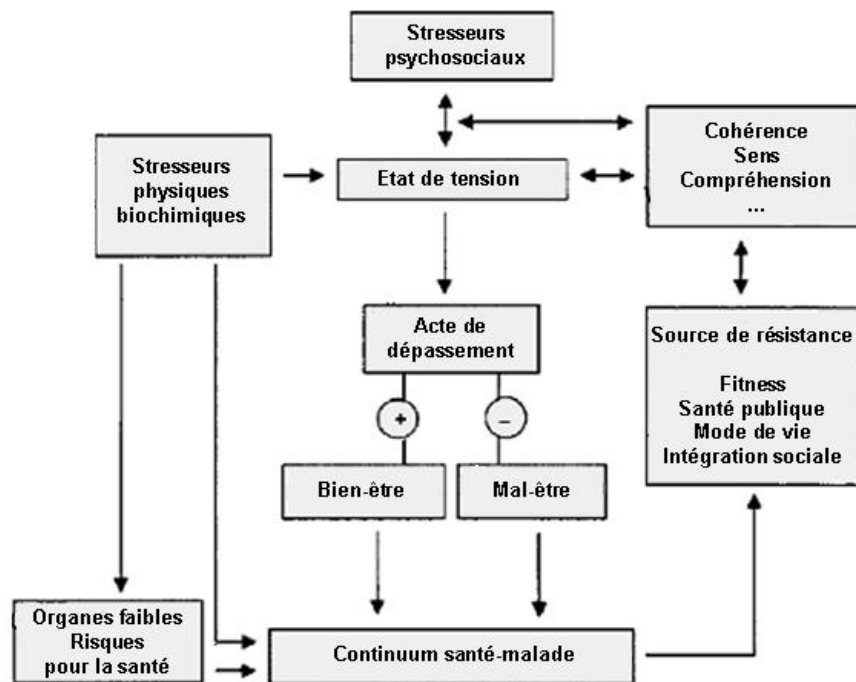 Stresseurs
psychosociaux
Cohérence
Sens
Compréhension
...
Stresseurs
physiques
biochimiques
Etat de tension
Acte de
dépassement
Source de résistance
Fitness
Santé publique
Mode de vie
Intégration sociale
+
–
Bien-être
Mal-être
Organes faibles
Risques
pour la santé
Continuum santé-malade